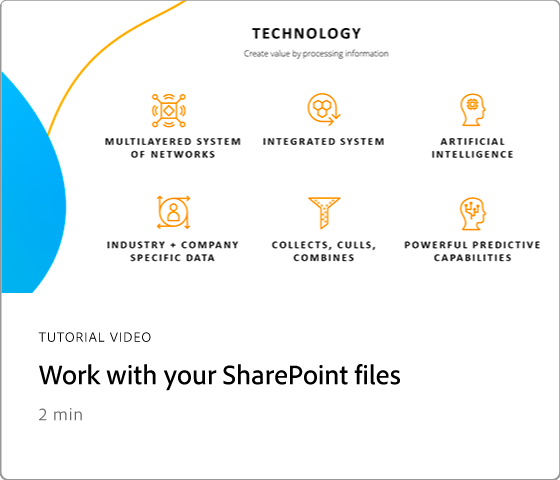 TECHNOLOGY
Create value by processing information
MULTILAYERED SYSTEM
OF NETWORKS
INTEGRATED SYSTEM
ARTIFICIAL
INTELLIGENCE
INDUSTRY + COMPANY
SPECIFIC DATA
COLLECTS, CULLS,
COMBINES
POWERFUL PREDICTIVE
CAPABILITIES
TUTORIAL VIDEO
Work with your SharePoint files
2 min